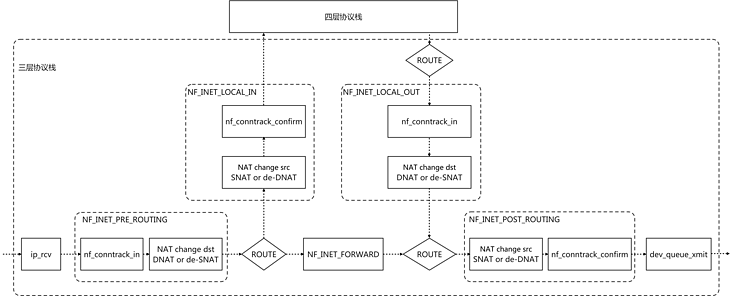 四层协议栈
三层协议栈
ROUTE
NF_INET_LOCAL_IN
NF_INET_LOCAL_OUT
nf_conntrack_confirm
nf_conntrack_in
NAT change src
SNAT or de-DNAT
NAT change dst
DNAT or de-SNAT
NF_INET_PRE_ROUTING
NF_INET_POST_ROUTING
ip_rcv
nf_conntrack_in
NAT change dst
DNAT or de-SNAT
ROUTE
NF_INET_FORWARD
ROUTE
NAT change src
SNAT or de-DNAT
nf_conntrack_confirm
dev_queue_xmit